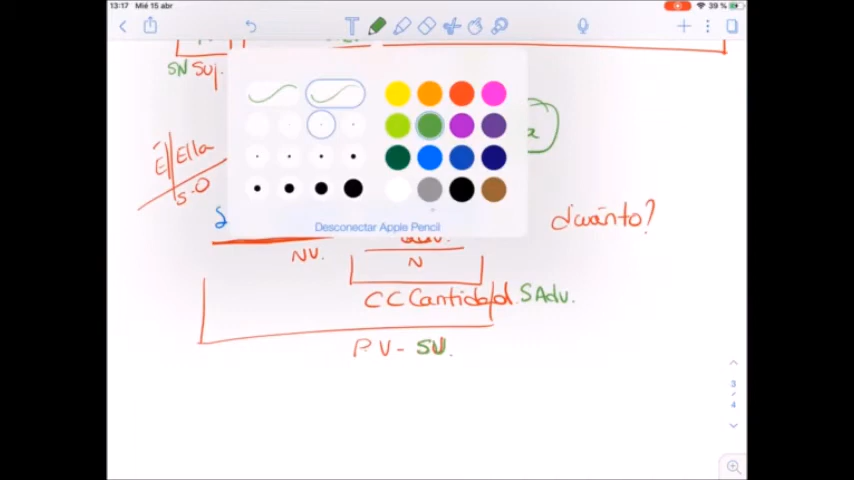 13:17 Mié 15 abr
39 %
SN Suj.
Él/Ella
S.O
¿cuánto?
Desconectar Apple Pencil
NV.
N
CC Cantidad. SAdv.
PV - SV.
3
/
4